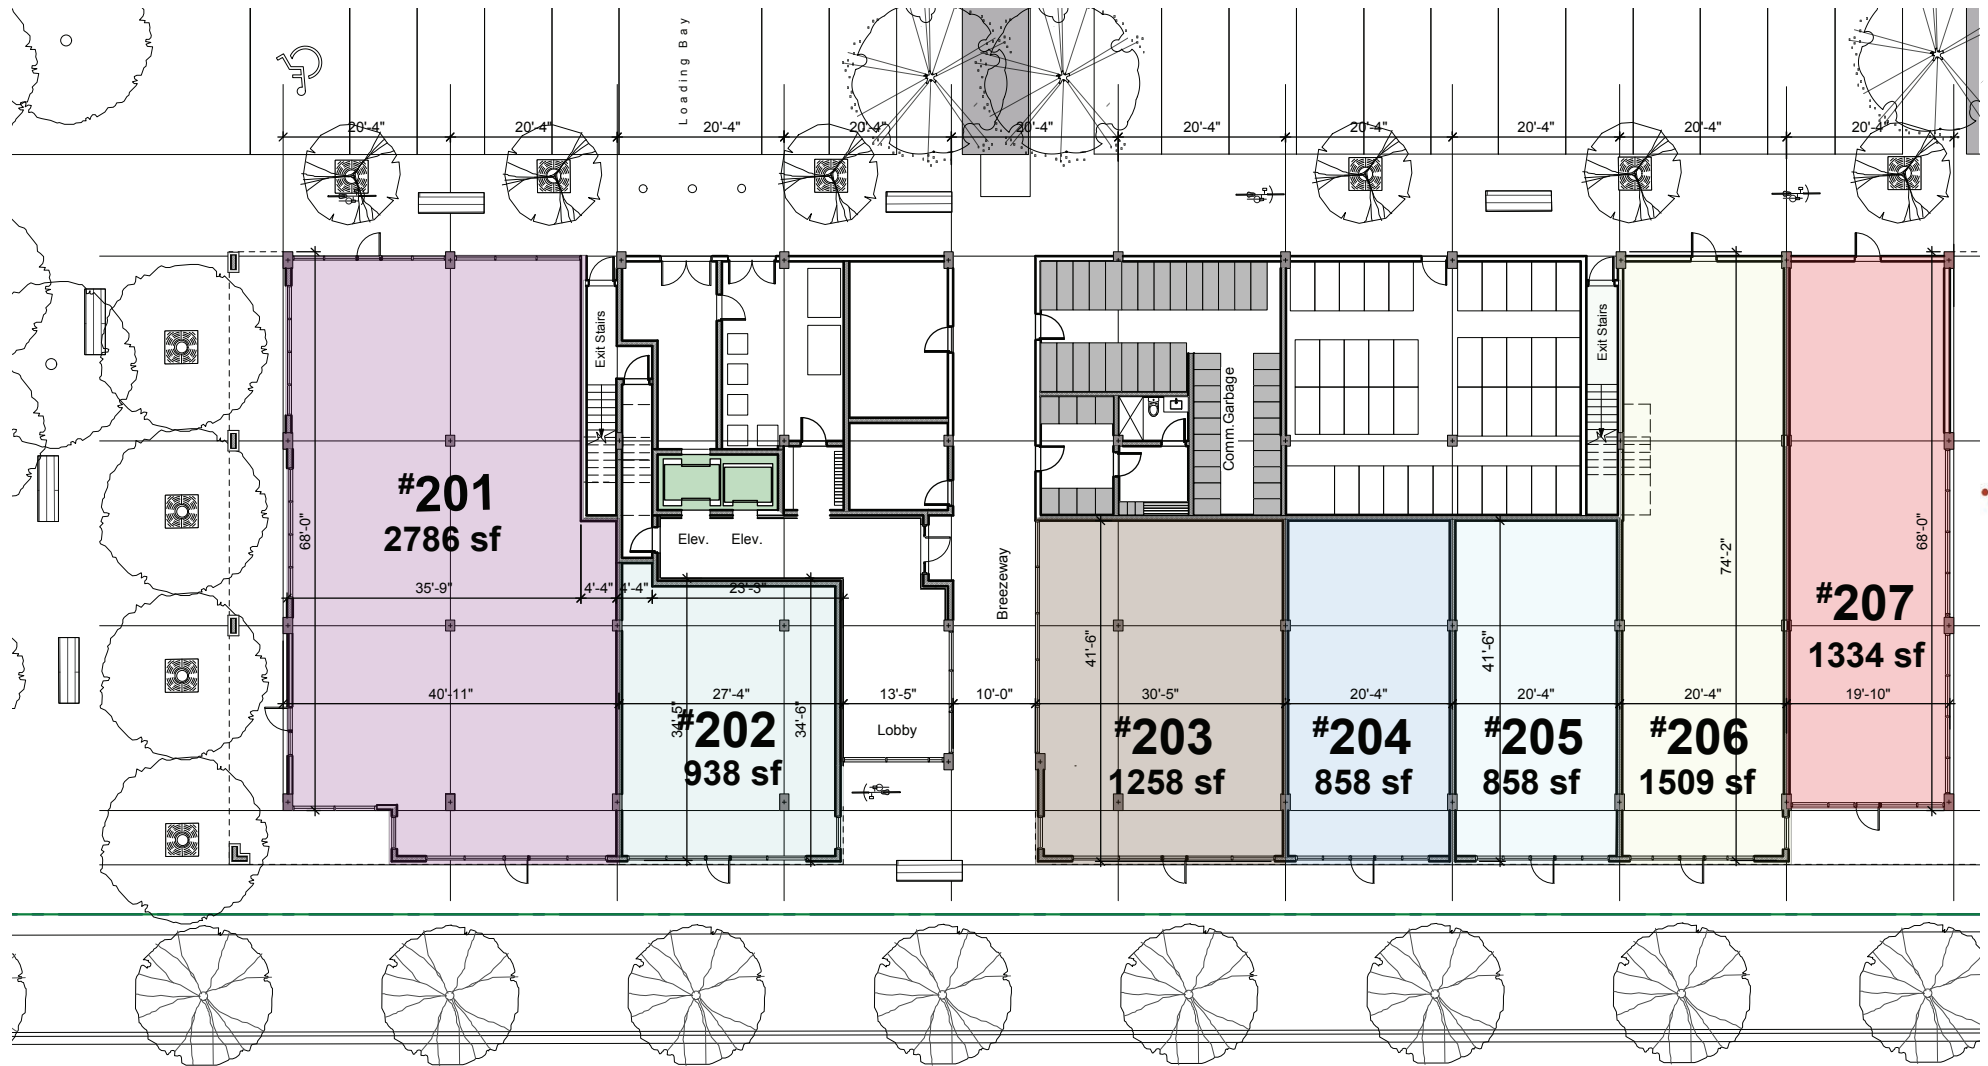 Loading Bay
20'-4"
20'-4"
20'-4"
20'-4"
20'-4"
20'-4"
20'-4"
20'-4"
20'-4"
20'-4"
Exit Stairs
Exit Stairs
Comm.Garbage
#201
2786 sf
68'-0"
Elev.
Elev.
35'-9"
4'-4"
4'-4"
23'-3"
40'-11"
27'-4"
34'-5"
34'-6"
#202
938 sf
13'-5"
Lobby
10'-0"
Breezeway
41'-6"
30'-5"
#203
1258 sf
20'-4"
#204
858 sf
41'-6"
20'-4"
#205
858 sf
74'-2"
20'-4"
#206
1509 sf
68'-0"
#207
1334 sf
19'-10"